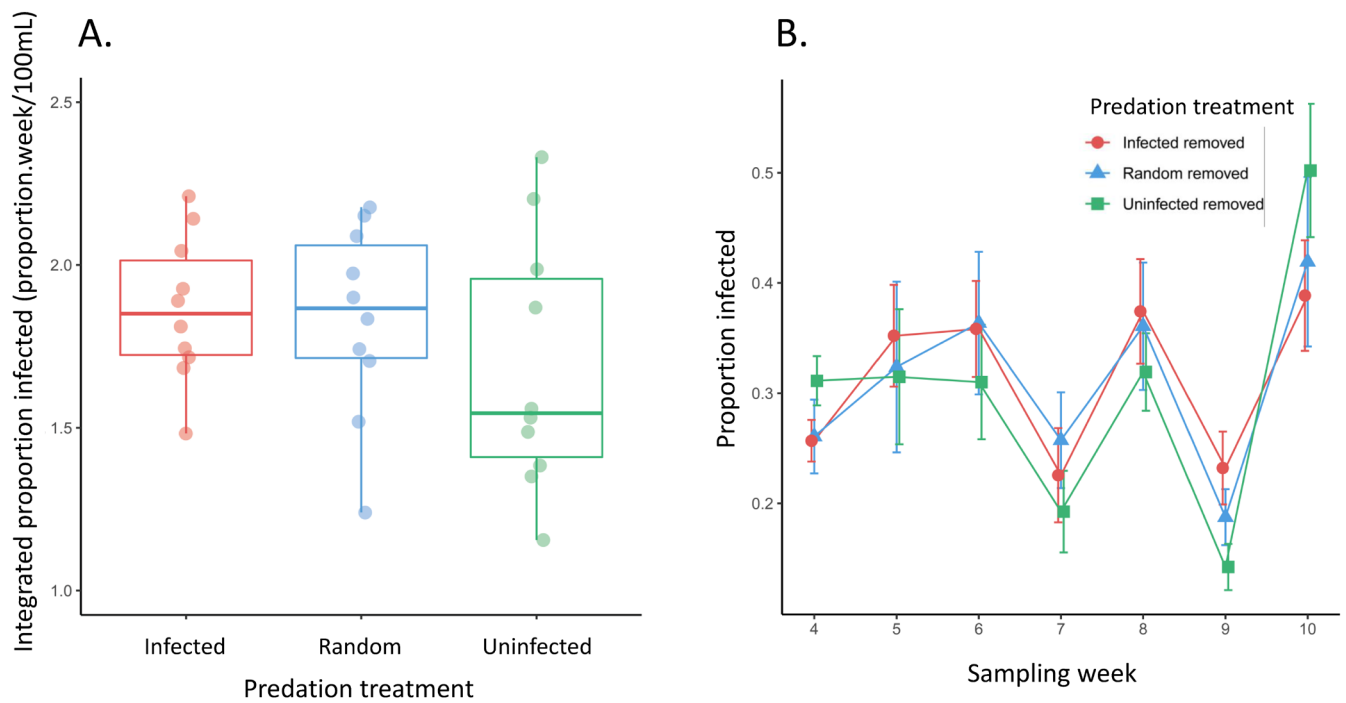 A.
Integrated proportion infected (proportion.week/100mL)
2.5
2.0
1.5
1.0
Infected
Random
Uninfected
Predation treatment
B.
Proportion infected
0.5
0.4
0.3
0.2
Predation treatment
Infected removed
Random removed
Uninfected removed
4
5
6
7
8
9
10
Sampling week